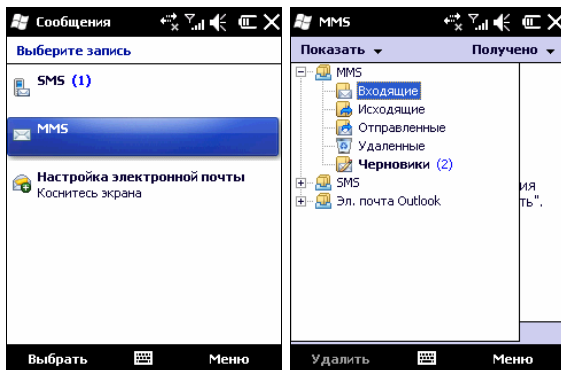 Сообщения
Выберите запись
SMS (1)
MMS
Настройка электронной почты
Коснитесь экрана
Выбрать Меню
MMS
Показать Получено
MMS
Входящие
Исходящие
Отправленные
Удаленные
Черновики (2)
SMS
Эл. почта Outlook
ия
ть".
Удалить Меню